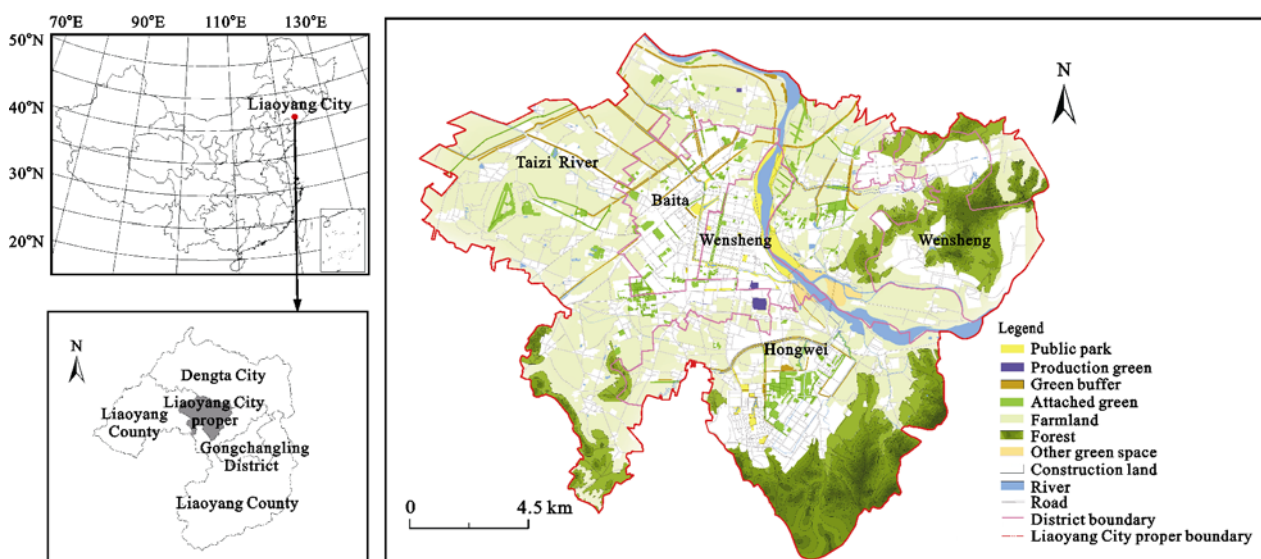 70°E 90°E 110°E 130°E
50°N
40°N
30°N
20°N
Liaoyang City
N
Dengta City
Liaoyang City
proper
Liaoyang
County
Gongchangling
District
Liaoyang County
N
Taizi River
Baita
Wensheng
Wensheng
Hongwei
0 4.5 km
Legend
Public park
Production green
Green buffer
Attached green
Farmland
Forest
Other green space
Construction land
River
Road
District boundary
Liaoyang City proper boundary